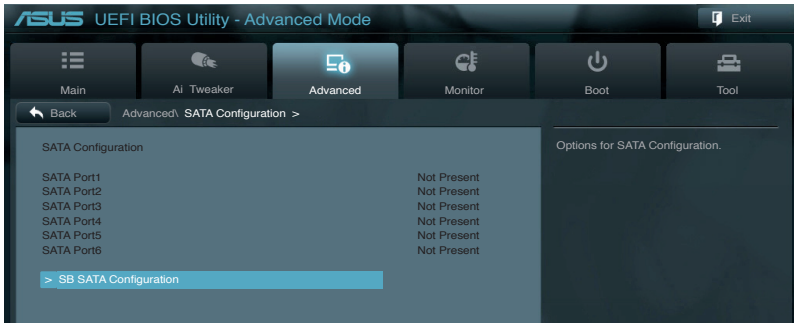 ASUS UEFI BIOS Utility - Advanced Mode
Exit
Main
Ai Tweaker
Advanced
Monitor
Boot
Tool
Back
Advanced\ SATA Configuration >
SATA Configuration
SATA Port1 Not Present
SATA Port2 Not Present
SATA Port3 Not Present
SATA Port4 Not Present
SATA Port5 Not Present
SATA Port6 Not Present
> SB SATA Configuration
Options for SATA Configuration.